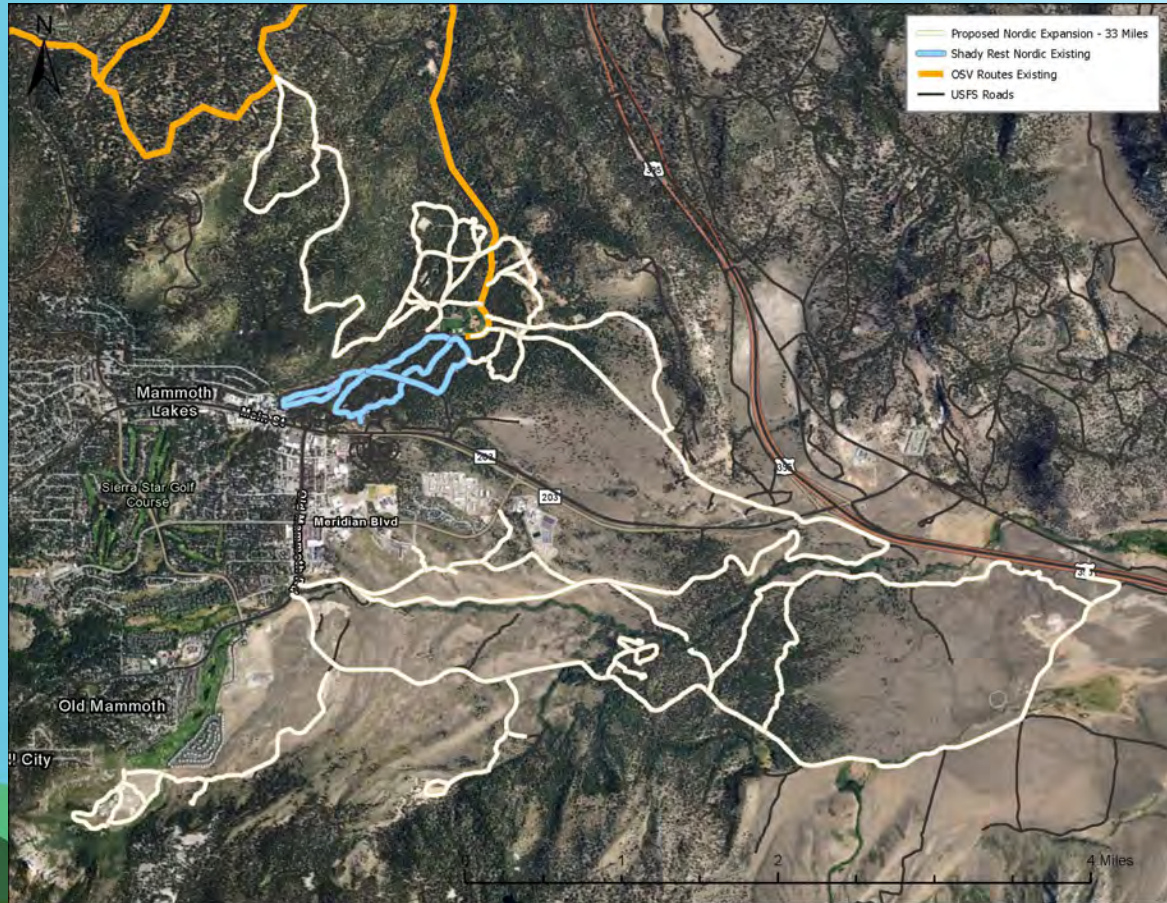 N
Proposed Nordic Expansion - 33 Miles
Shady Rest Nordic Existing
OSV Routes Existing
USFS Roads
395
Mammoth
Lakes
Main St
203
395
203
Sierra Star Golf
Course
Meridian Blvd
Old Mammoth
0
1
2
4 Miles